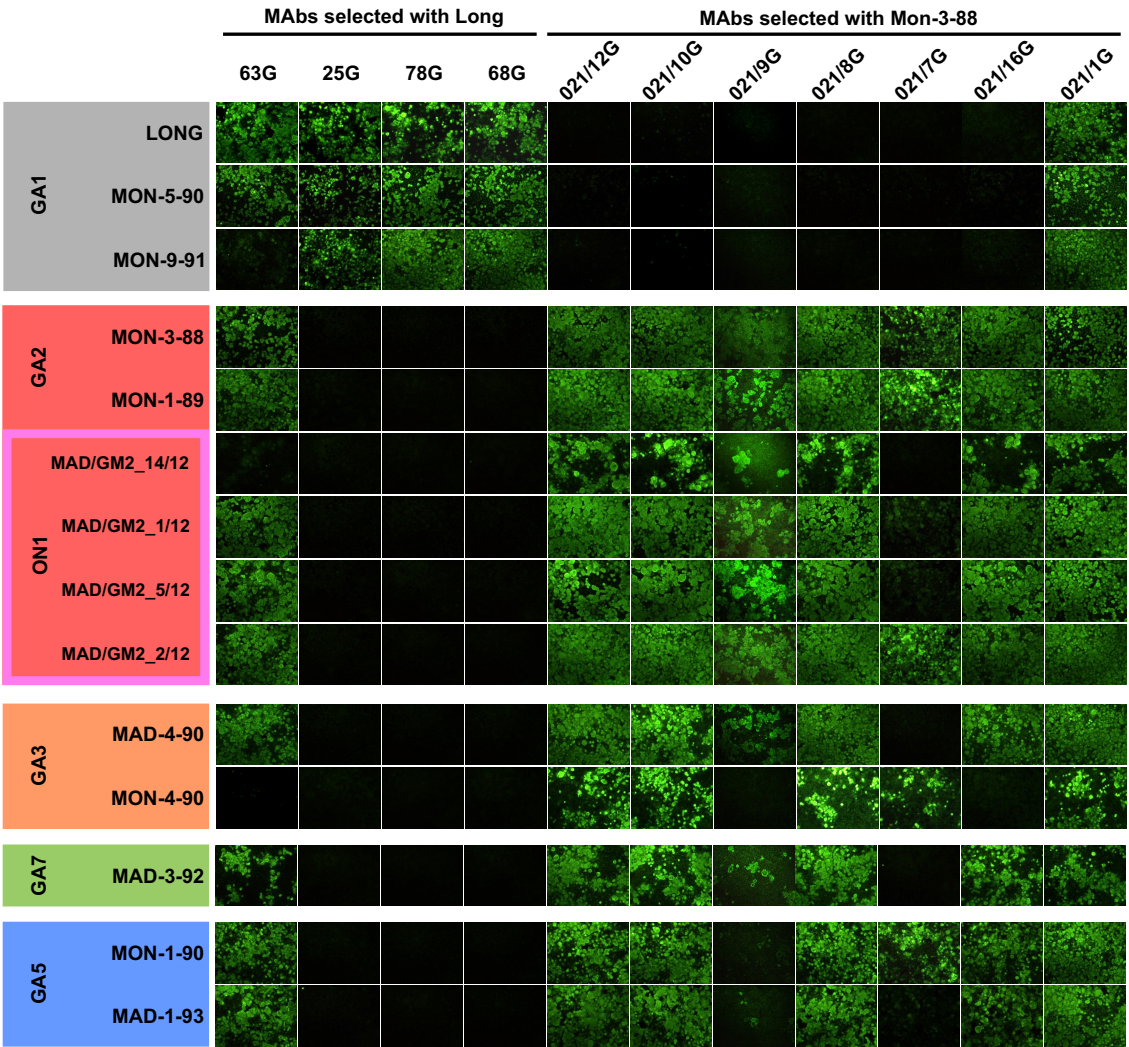 MAbs selected with Long
MAbs selected with Mon-3-88
63G 25G 78G 68G 021/12G 021/10G 021/9G 021/8G 021/7G 021/16G 021/1G
GA1
LONG
MON-5-90
MON-9-91
GA2
MON-3-88
MON-1-89
ON1
MAD/GM2_14/12
MAD/GM2_1/12
MAD/GM2_5/12
MAD/GM2_2/12
GA3
MAD-4-90
MON-4-90
GA7
MAD-3-92
GA5
MON-1-90
MAD-1-93